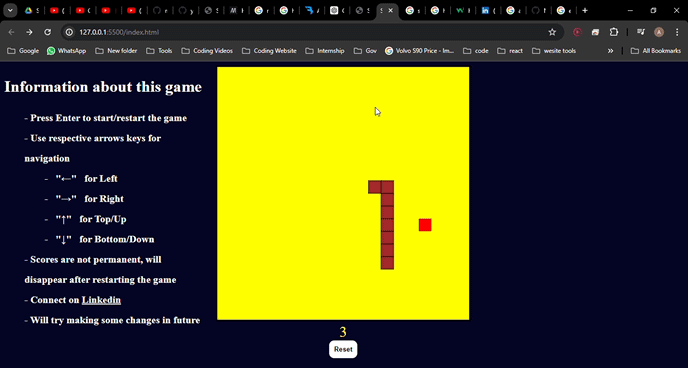 127.0.0.1:5500/index.html
Google
WhatsApp
New folder
Tools
Coding Videos
Coding Website
Internship
Gov
Volvo S90 Price - Im...
code
react
wesite tools
All Bookmarks
Information about this game
- Press Enter to start/restart the game
- Use respective arrows keys for
navigation
- "←" for Left
- "→" for Right
- "↑" for Top/Up
- "↓" for Bottom/Down
- Scores are not permanent, will
disappear after restarting the game
- Connect on Linkedin
- Will try making some changes in future
3
Reset